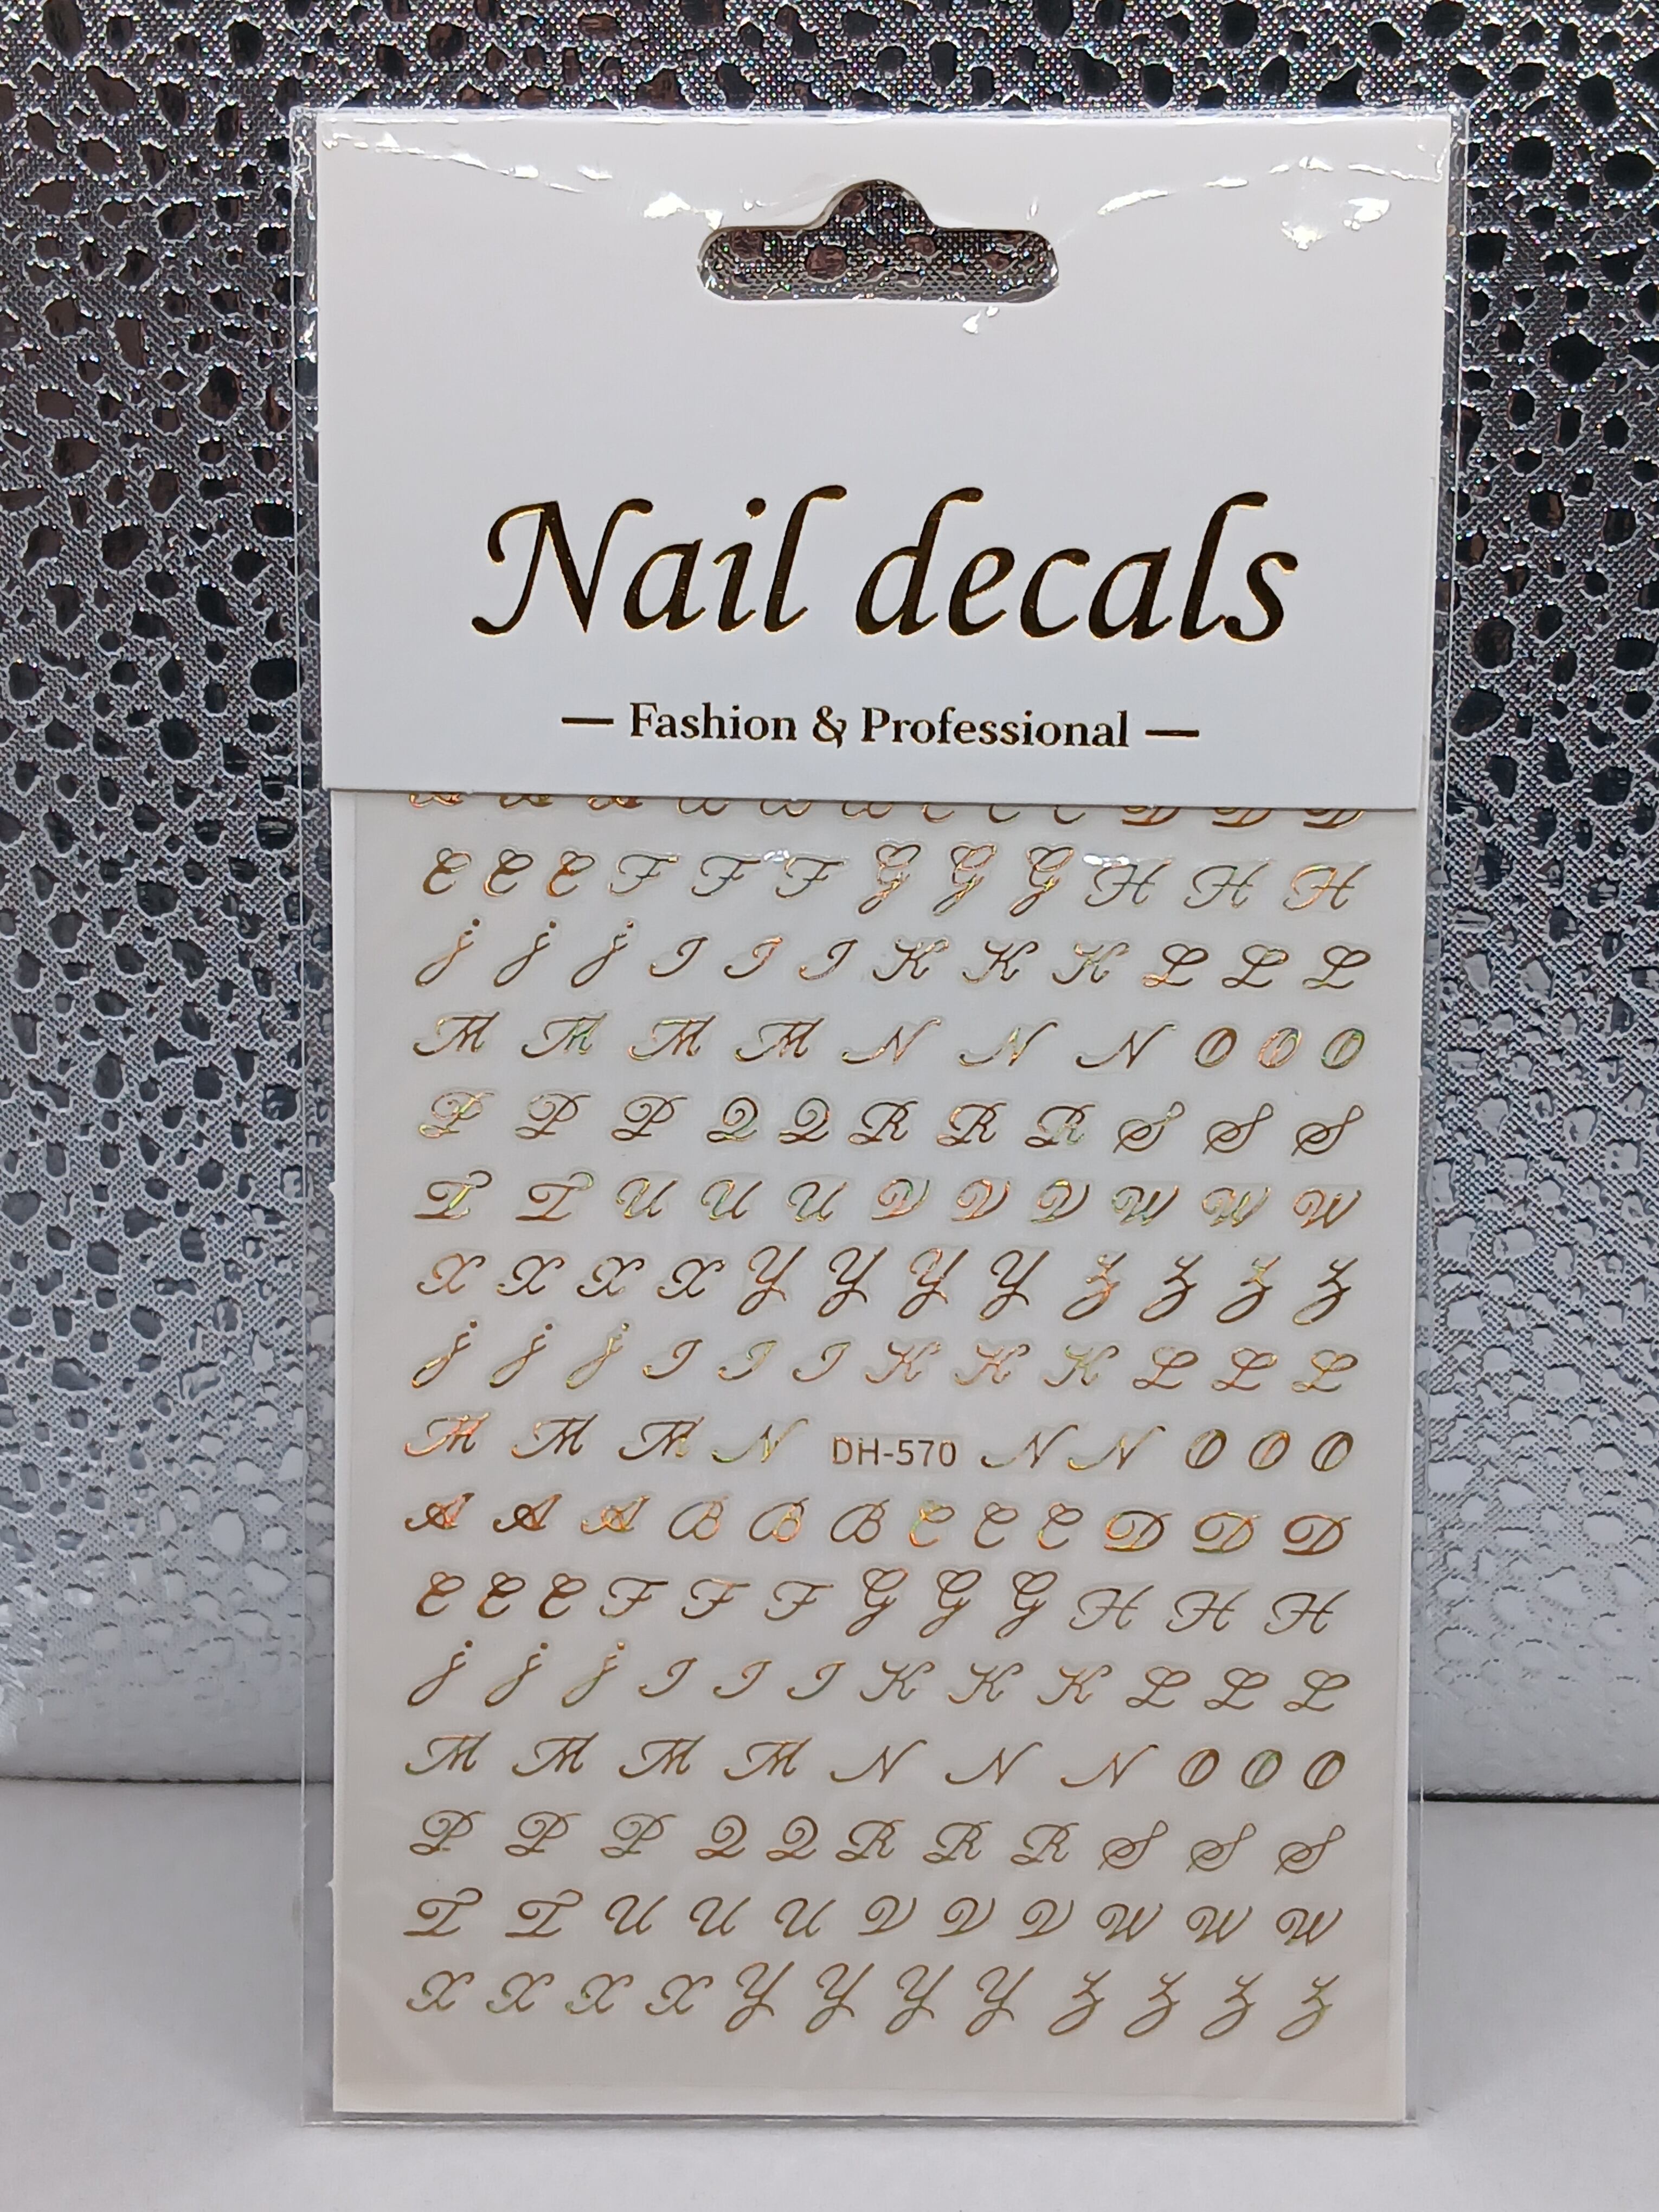 Nail decals
— Fashion & Professional —
A A A B B B C C C D D D
E E E F F F G G G H H H
j j j I I I K K K L L L
M M M M N N N O O O
P P P Q Q R R R S S S
T T U U U V V V W W W
X X X X Y Y Y Y Z Z Z Z
j j j I I I K K K L L L
M M M N DH-570 N N O O O
A A A B B B C C C D D D
E E E F F F G G G H H H
j j j I I I K K K L L L
M M M M N N N O O O
P P P Q Q R R R S S S
T T U U U V V V W W W
X X X X Y Y Y Y Z Z Z Z